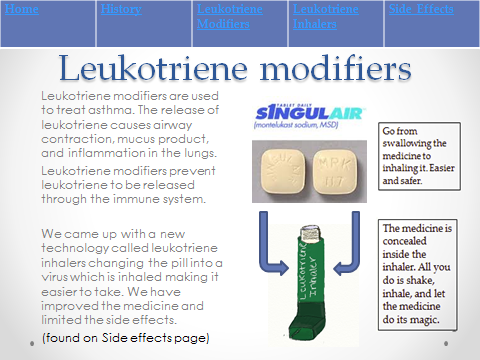 Home
History
Leukotriene
Modifiers
Leukotriene
Inhalers
Side Effects
Leukotriene modifiers
Leukotriene modifiers are used
to treat asthma. The release of
leukotriene causes airway
contraction, mucus product,
and inflammation in the lungs.
Leukotriene modifiers prevent
leukotriene to be released
through the immune system.
We came up with a new
technology called leukotriene
inhalers changing the pill into a
virus which is inhaled making it
easier to take. We have
improved the medicine and
limited the side effects.
(found on Side effects page)
TABLET DAILY
SINGULAIR
(montelukast sodium, MSD)
Go from
swallowing the
medicine to
inhaling it. Easier
and safer.
Leukotriene
Inhaler
The medicine is
concealed
inside the
inhaler. All you
do is shake,
inhale, and let
the medicine
do its magic.